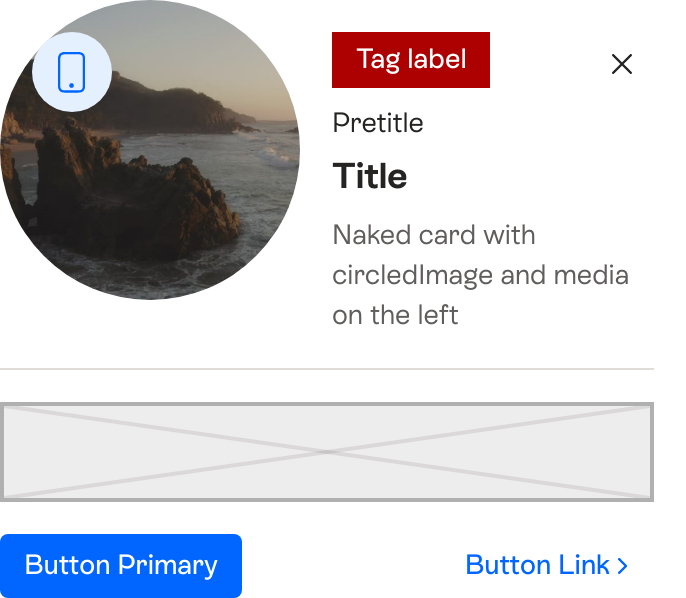 Tag label
Pretitle
Title
Naked card with
circledImage and media
on the left
Button Primary
Button Link